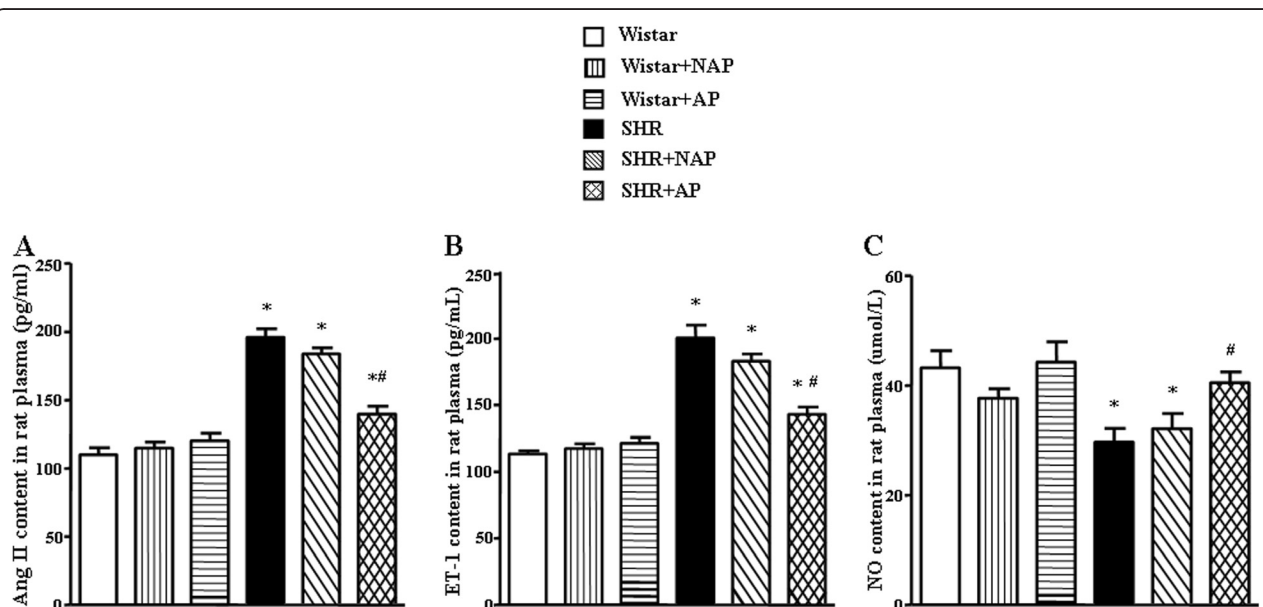 Wistar
Wistar+NAP
Wistar+AP
SHR
SHR+NAP
SHR+AP
A
Ang II content in rat plasma (pg/ml)
250
200
150
100
50
0
*
*
*#
B
ET-1 content in rat plasma (pg/mL)
250
200
150
100
50
0
*
*
* #
C
NO content in rat plasma (umol/L)
60
40
20
0
*
*
#